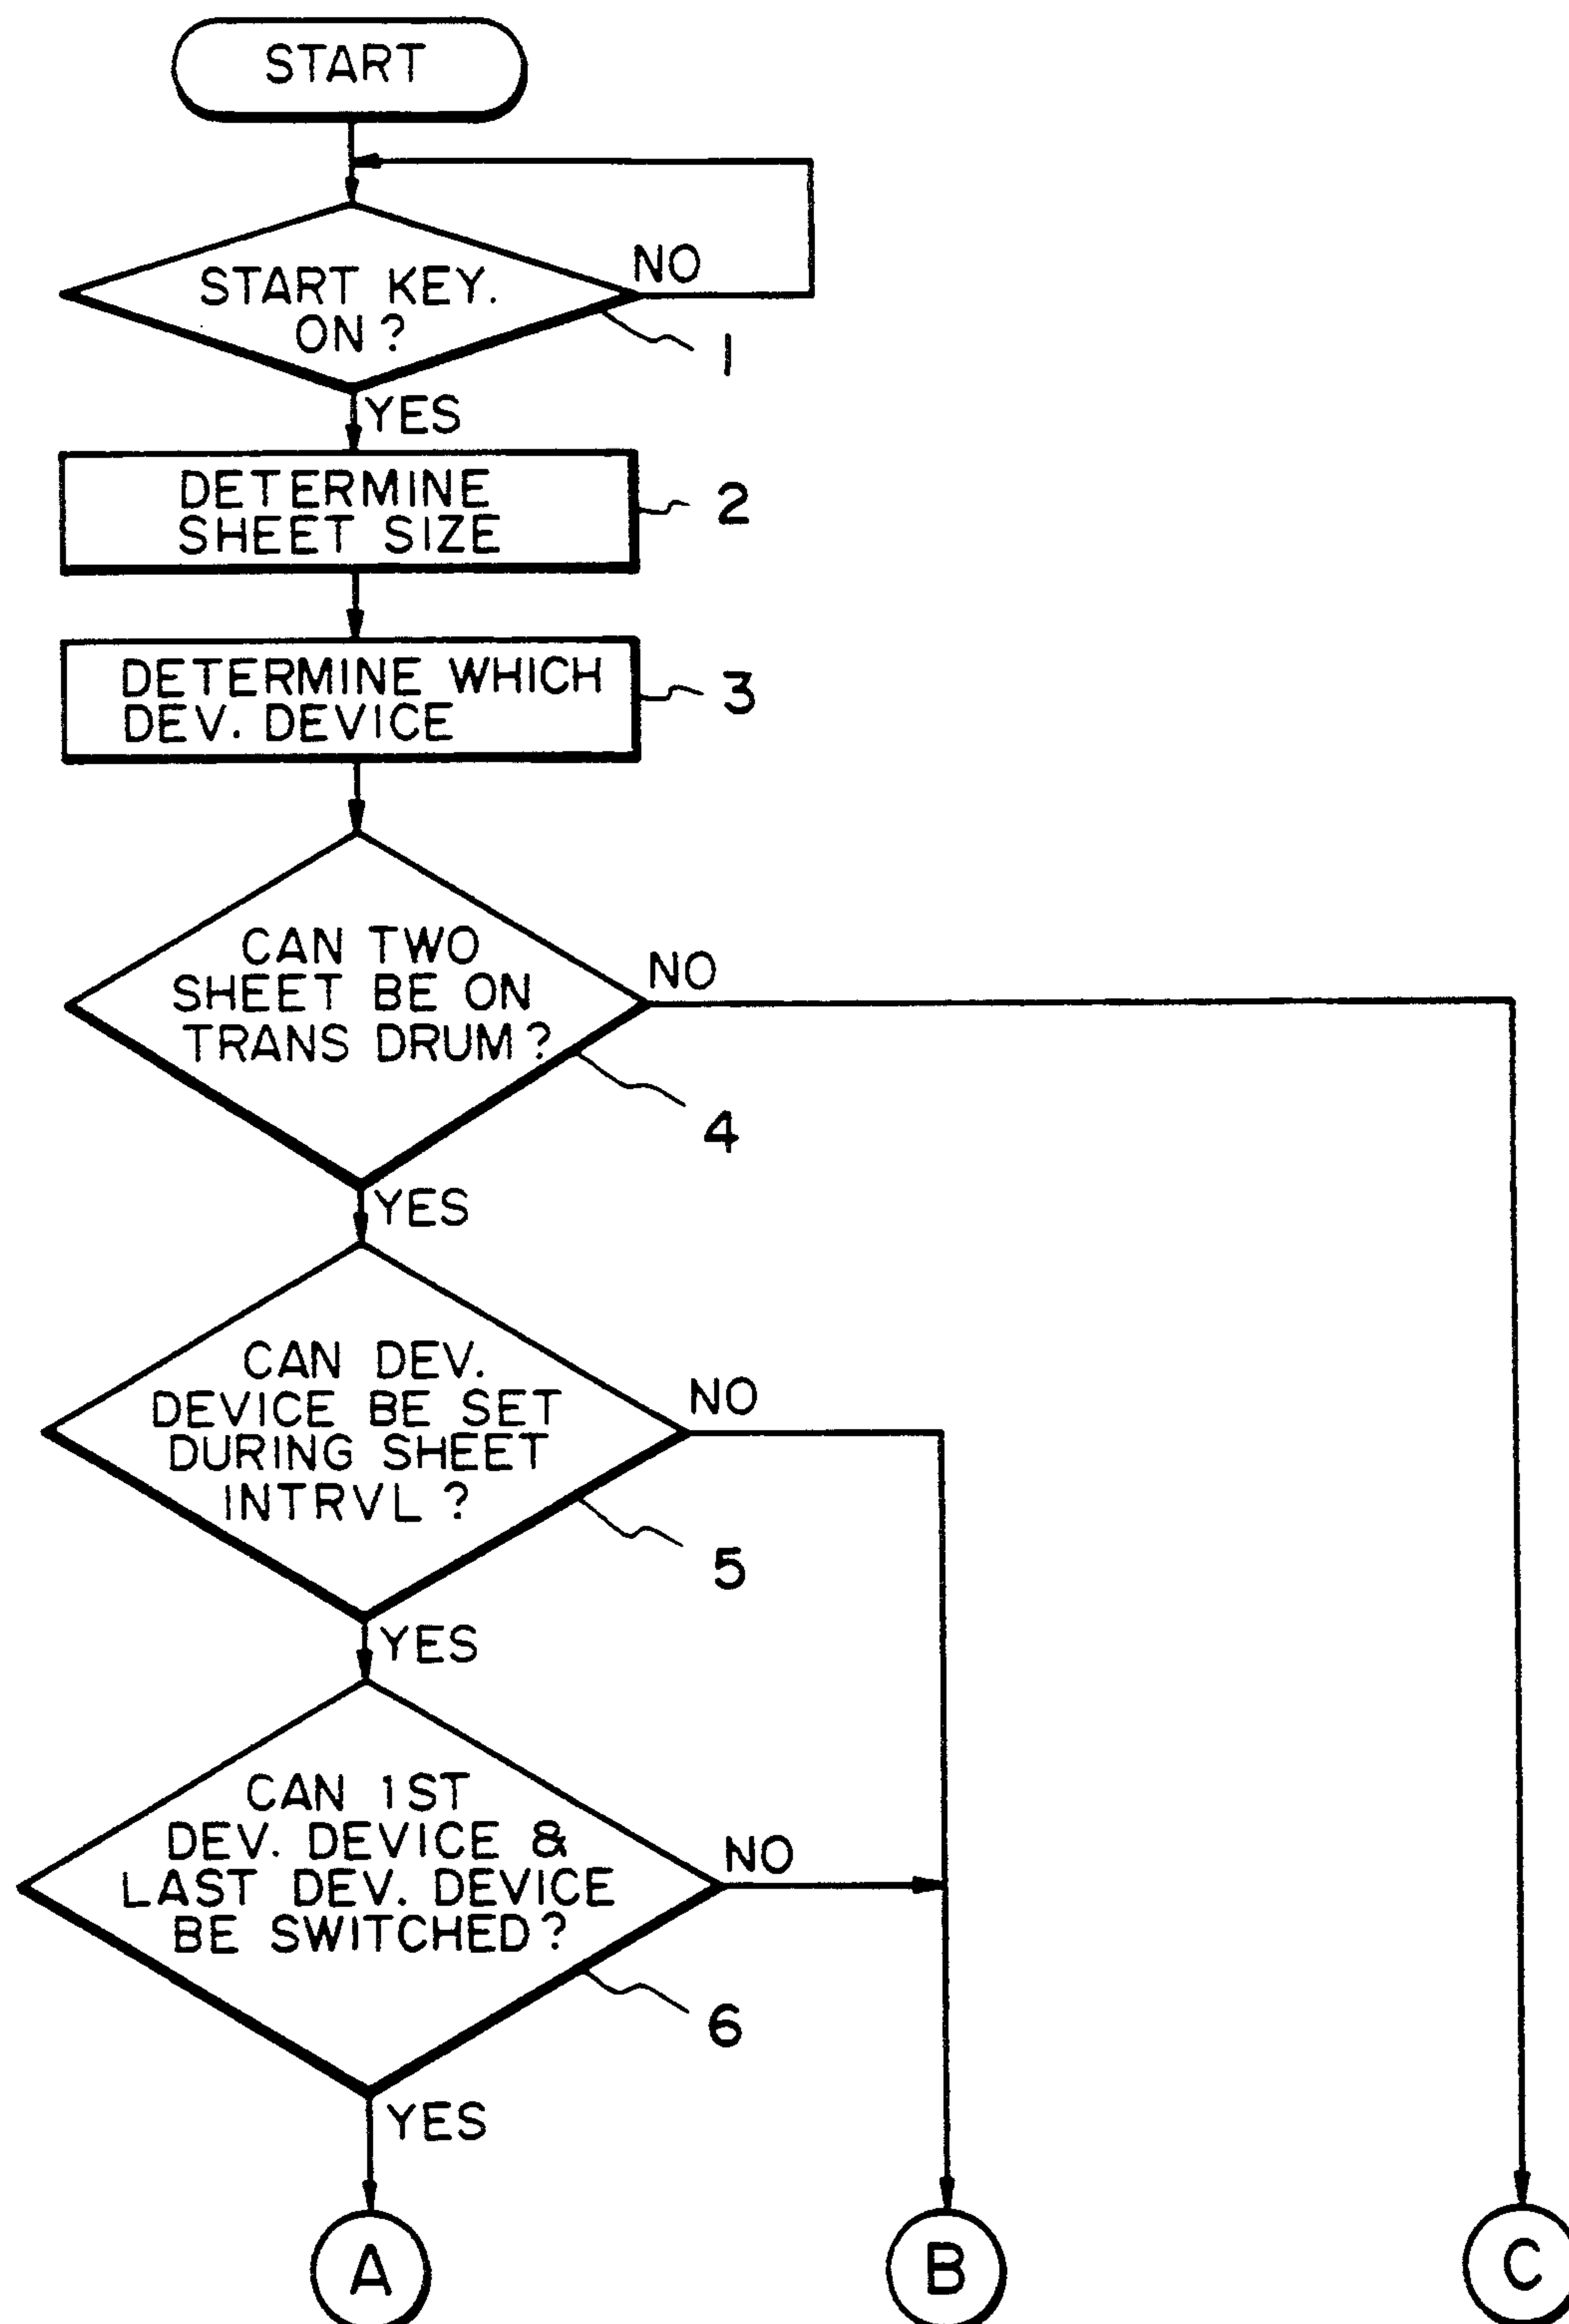 START
NO
START KEY.
ON?
1
YES
DETERMINE
SHEET SIZE
2
DETERMINE WHICH
DEV. DEVICE
3
CAN TWO
SHEET BE ON
TRANS DRUM?
NO
4
YES
CAN DEV.
DEVICE BE SET
DURING SHEET
INTRVL?
NO
5
YES
CAN 1ST
DEV. DEVICE &
LAST DEV. DEVICE
BE SWITCHED?
NO
6
YES
A
B
C